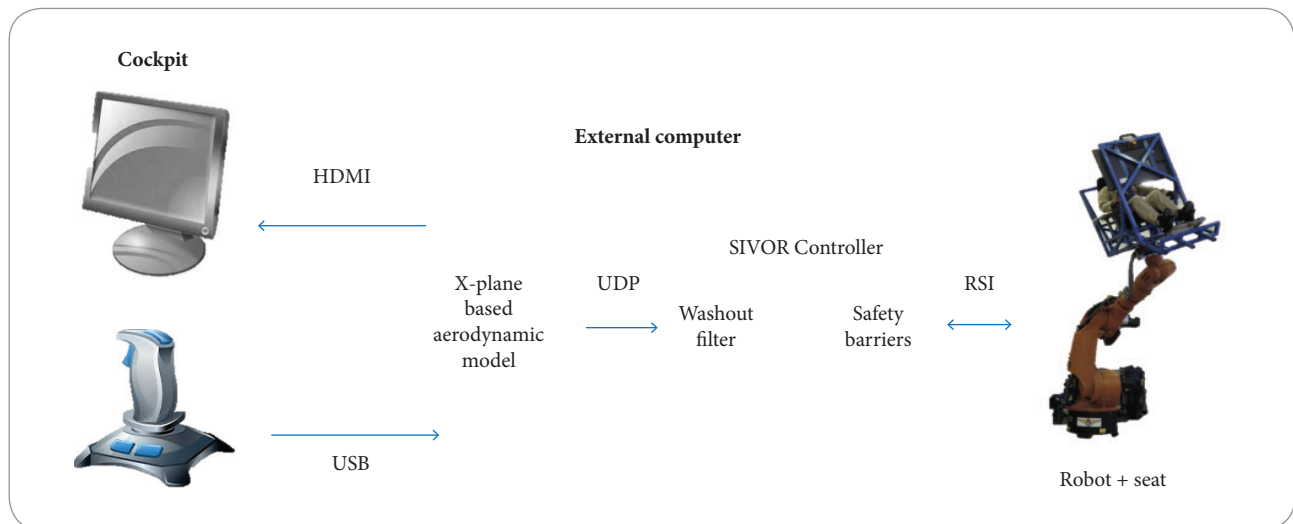 Cockpit
External computer
HDMI
SIVOR Controller
X-plane
based
aerodynamic
model
UDP
Washout
filter
Safety
barriers
RSI
USB
Robot + seat